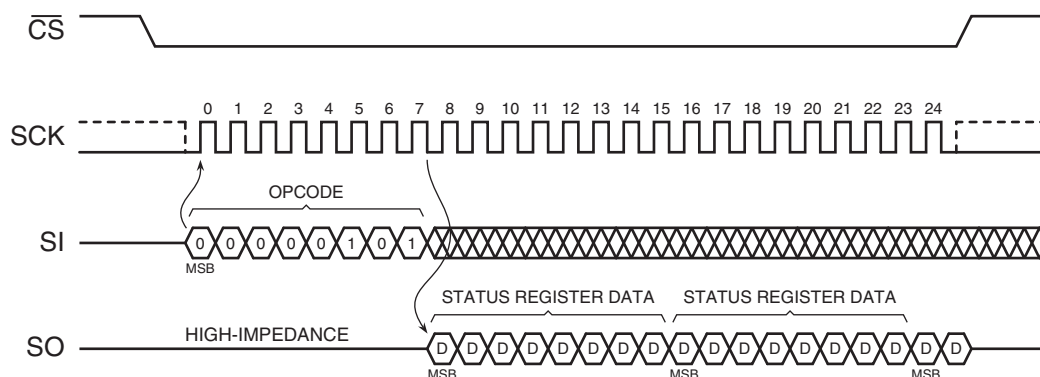 CS
0 1 2 3 4 5 6 7 8 9 10 11 12 13 14 15 16 17 18 19 20 21 22 23 24
SCK
OPCODE
SI 0 0 0 0 0 1 0 1
MSB
STATUS REGISTER DATA STATUS REGISTER DATA
HIGH-IMPEDANCE
SO D D D D D D D D D D D D D D D D D D
MSB MSB MSB